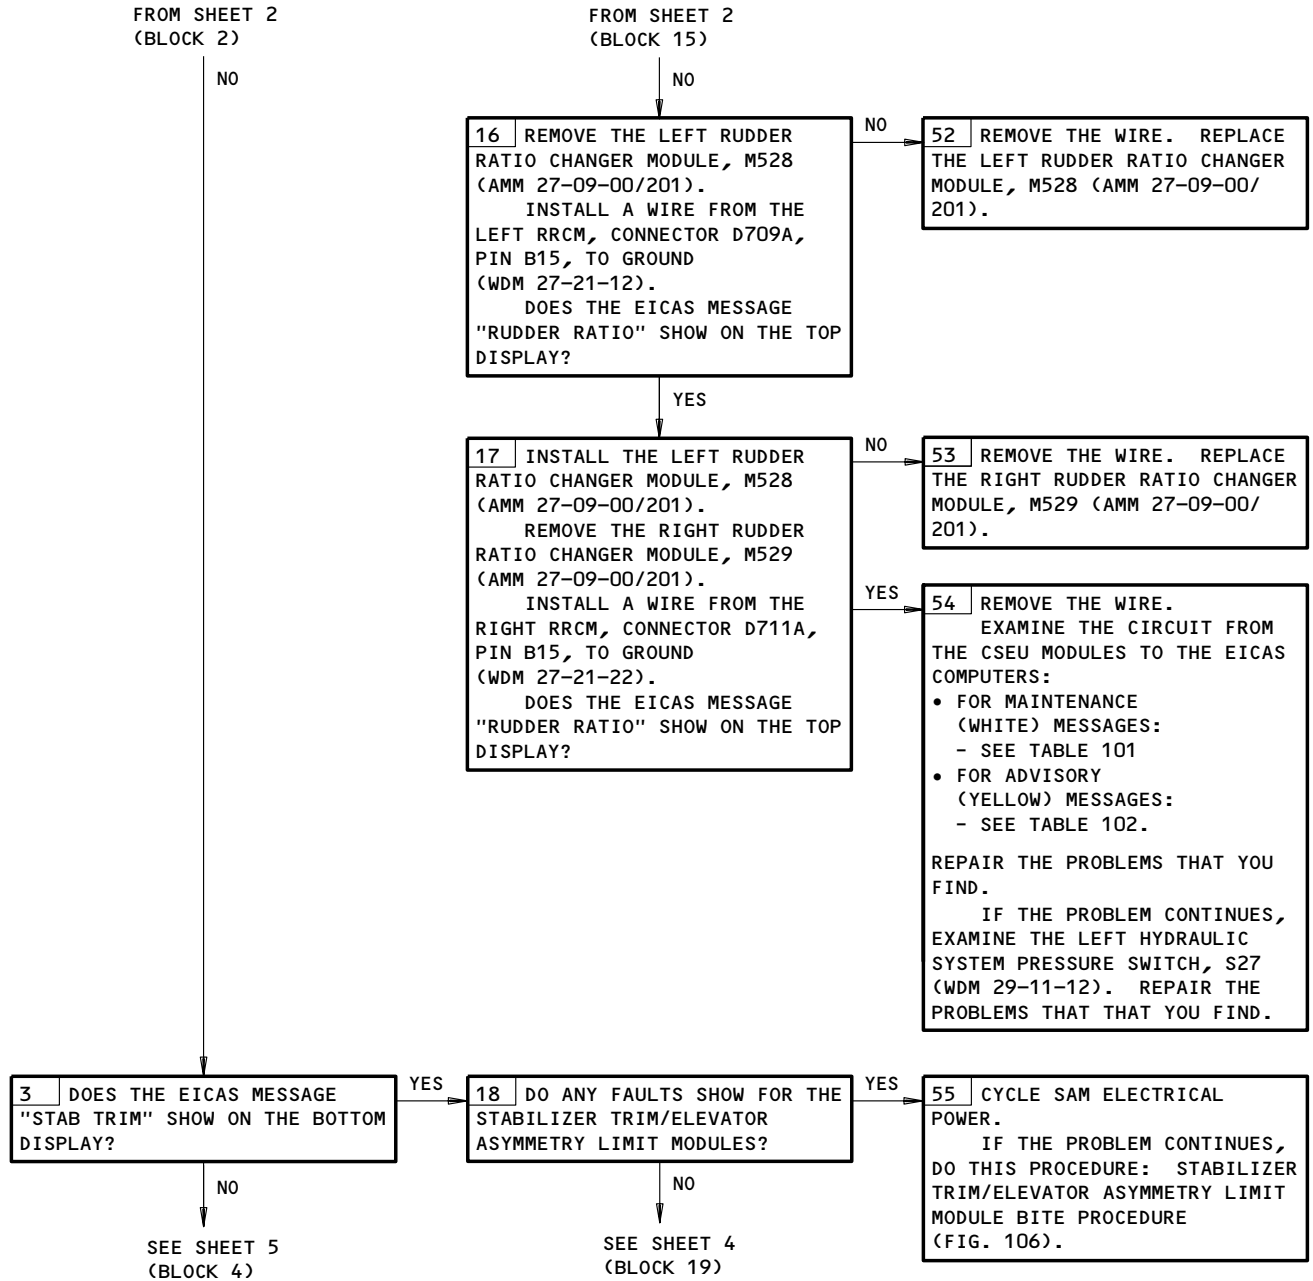 FROM SHEET 2
(BLOCK 2)
NO
FROM SHEET 2
(BLOCK 15)
NO
16 REMOVE THE LEFT RUDDER
RATIO CHANGER MODULE, M528
(AMM 27-09-00/201).
INSTALL A WIRE FROM THE
LEFT RRCM, CONNECTOR D709A,
PIN B15, TO GROUND
(WDM 27-21-12).
DOES THE EICAS MESSAGE
"RUDDER RATIO" SHOW ON THE TOP
DISPLAY?
NO
52 REMOVE THE WIRE. REPLACE
THE LEFT RUDDER RATIO CHANGER
MODULE, M528 (AMM 27-09-00/
201).
YES
17 INSTALL THE LEFT RUDDER
RATIO CHANGER MODULE, M528
(AMM 27-09-00/201).
REMOVE THE RIGHT RUDDER
RATIO CHANGER MODULE, M529
(AMM 27-09-00/201).
INSTALL A WIRE FROM THE
RIGHT RRCM, CONNECTOR D711A,
PIN B15, TO GROUND
(WDM 27-21-22).
DOES THE EICAS MESSAGE
"RUDDER RATIO" SHOW ON THE TOP
DISPLAY?
NO
53 REMOVE THE WIRE. REPLACE
THE RIGHT RUDDER RATIO CHANGER
MODULE, M529 (AMM 27-09-00/
201).
YES
54 REMOVE THE WIRE.
EXAMINE THE CIRCUIT FROM
THE CSEU MODULES TO THE EICAS
COMPUTERS:
• FOR MAINTENANCE
(WHITE) MESSAGES:
- SEE TABLE 101
• FOR ADVISORY
(YELLOW) MESSAGES:
- SEE TABLE 102.
REPAIR THE PROBLEMS THAT YOU
FIND.
IF THE PROBLEM CONTINUES,
EXAMINE THE LEFT HYDRAULIC
SYSTEM PRESSURE SWITCH, S27
(WDM 29-11-12). REPAIR THE
PROBLEMS THAT THAT YOU FIND.
3 DOES THE EICAS MESSAGE
"STAB TRIM" SHOW ON THE BOTTOM
DISPLAY?
YES
18 DO ANY FAULTS SHOW FOR THE
STABILIZER TRIM/ELEVATOR
ASYMMETRY LIMIT MODULES?
YES
55 CYCLE SAM ELECTRICAL
POWER.
IF THE PROBLEM CONTINUES,
DO THIS PROCEDURE: STABILIZER
TRIM/ELEVATOR ASYMMETRY LIMIT
MODULE BITE PROCEDURE
(FIG. 106).
NO
SEE SHEET 5
(BLOCK 4)
NO
SEE SHEET 4
(BLOCK 19)